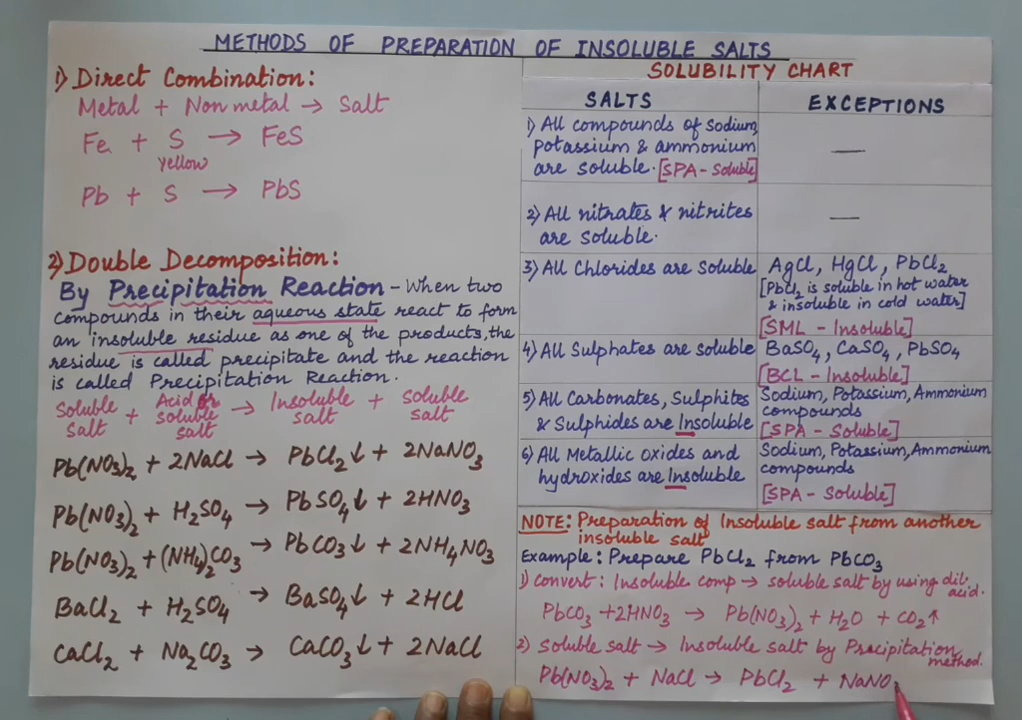 METHODS OF PREPARATION OF INSOLUBLE SALTS
1) Direct Combination:
Metal + Non metal → Salt
Fe + S → FeS
yellow
Pb + S → PbS
2) Double Decomposition:
By Precipitation Reaction - When two
compounds in their aqueous state react to form
an insoluble residue as one of the products, the
residue is called precipitate and the reaction
is called Precipitation Reaction.
Soluble Salt + Acid or soluble salt → Insoluble salt + soluble salt
Pb(NO₃)₂ + 2NaCl → PbCl₂↓ + 2NaNO₃
Pb(NO₃)₂ + H₂SO₄ → PbSO₄↓ + 2HNO₃
Pb(NO₃)₂ + (NH₄)₂CO₃ → PbCO₃↓ + 2NH₄NO₃
BaCl₂ + H₂SO₄ → BaSO₄↓ + 2HCl
CaCl₂ + Na₂CO₃ → CaCO₃↓ + 2NaCl
SOLUBILITY CHART
SALTS
EXCEPTIONS
1) All compounds of Sodium,
potassium & ammonium
are soluble. [SPA - Soluble]
—
2) All nitrates & nitrites
are soluble.
—
3) All Chlorides are Soluble
AgCl, HgCl, PbCl₂
[PbCl₂ is soluble in hot water
& insoluble in cold water]
[SML - Insoluble]
4) All Sulphates are soluble
BaSO₄, CaSO₄, PbSO₄
[BCL - Insoluble]
5) All Carbonates, Sulphites
& Sulphides are Insoluble
Sodium, Potassium, Ammonium
compounds
[SPA - Soluble]
6) All Metallic oxides and
hydroxides are Insoluble
Sodium, Potassium, Ammonium
compounds
[SPA - Soluble]
NOTE: Preparation of Insoluble salt from another
insoluble salt
Example: Prepare PbCl₂ from PbCO₃
1) Convert: Insoluble comp → soluble salt by using dil. acid.
PbCO₃ + 2HNO₃ → Pb(NO₃)₂ + H₂O + CO₂↑
2) Soluble salt → Insoluble salt by Precipitation method.
Pb(NO₃)₂ + NaCl → PbCl₂ + NaNO